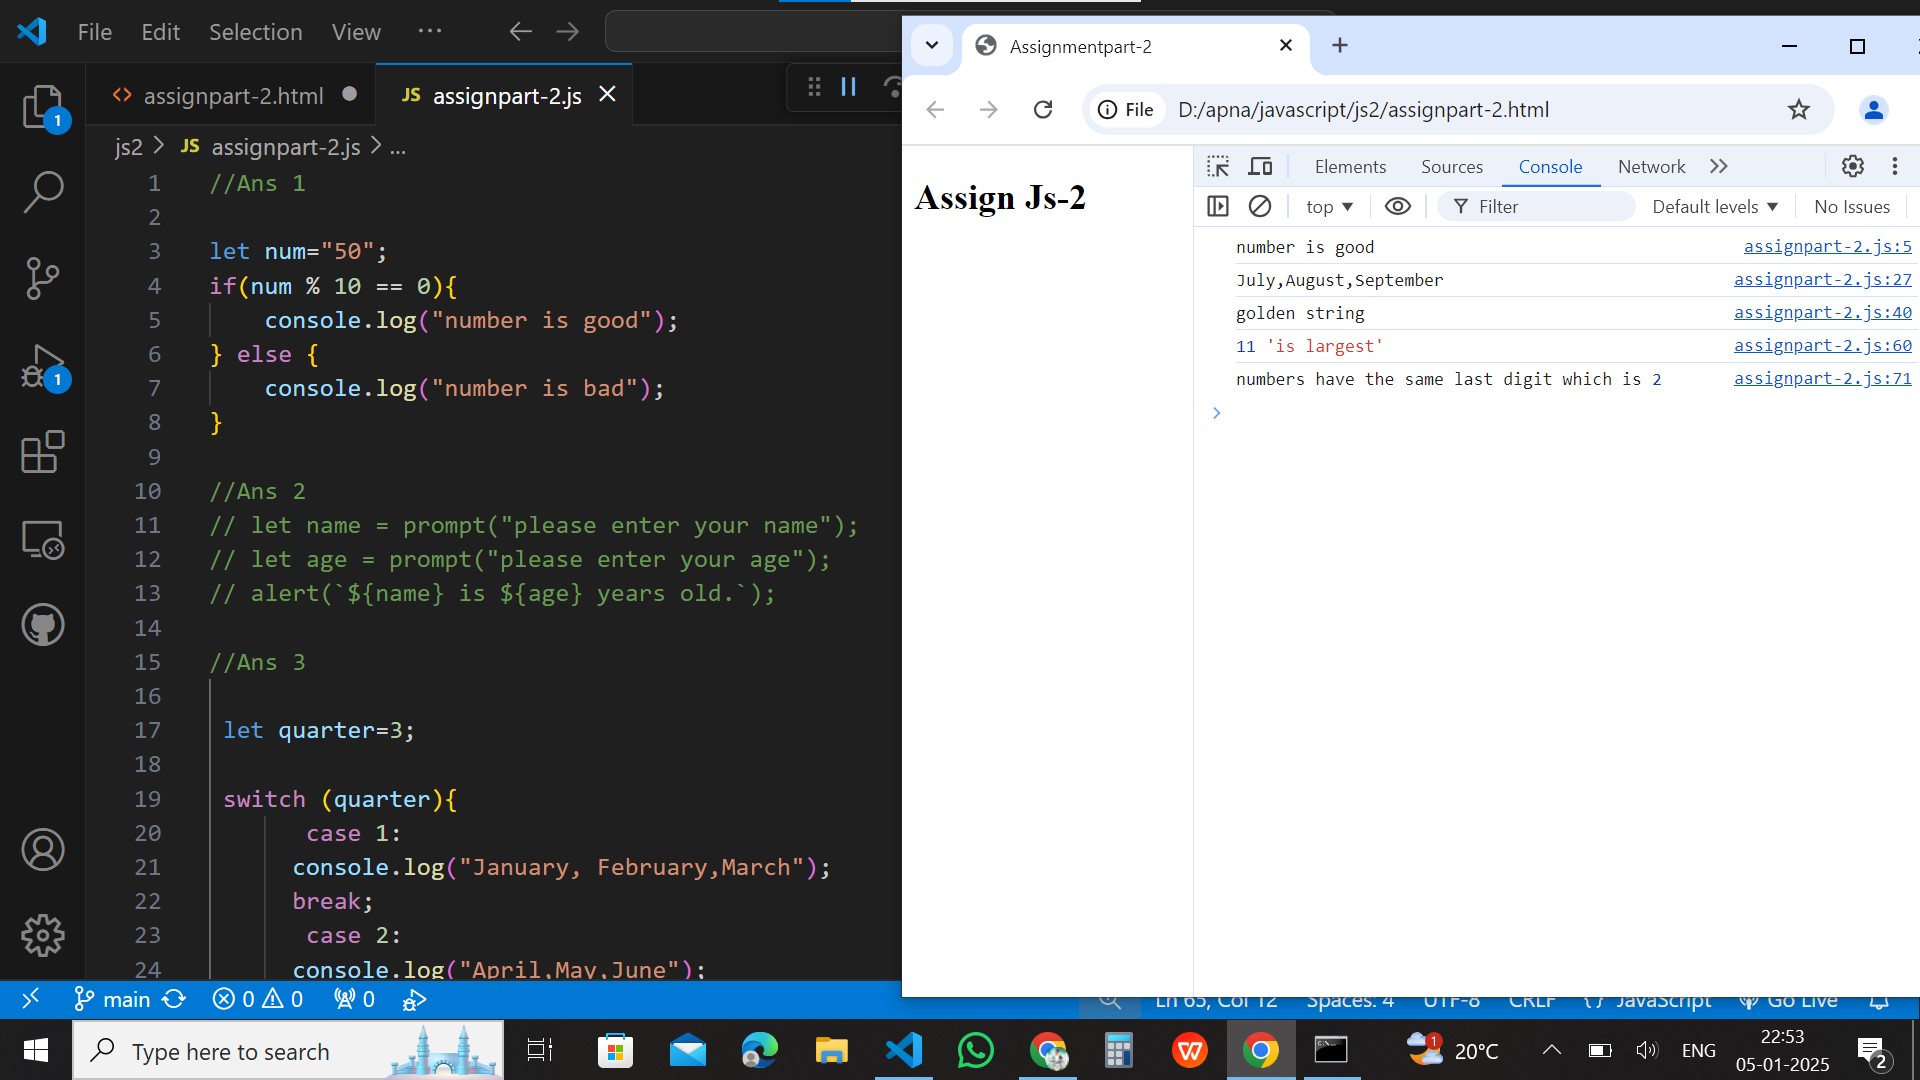 File Edit Selection View ...
assignpart-2.html
JS assignpart-2.js
js2 > JS assignpart-2.js > ...
1 //Ans 1
2
3 let num="50";
4 if(num % 10 == 0){
5 console.log("number is good");
6 } else {
7 console.log("number is bad");
8 }
9
10 //Ans 2
11 // let name = prompt("please enter your name");
12 // let age = prompt("please enter your age");
13 // alert(`${name} is ${age} years old.`);
14
15 //Ans 3
16
17 let quarter=3;
18
19 switch (quarter){
20 case 1:
21 console.log("January, February,March");
22 break;
23 case 2:
24 console.log("April,May,June");
1
1
main 0 0 0
Ln 65, Col 12 Spaces: 4 UTF-8 CRLF {} JavaScript Go Live
Assignmentpart-2
File D:/apna/javascript/js2/assignpart-2.html
Assign Js-2
Elements Sources Console Network
top Filter Default levels No Issues
number is good assignpart-2.js:5
July,August,September assignpart-2.js:27
golden string assignpart-2.js:40
11 'is largest' assignpart-2.js:60
numbers have the same last digit which is 2 assignpart-2.js:71
Type here to search
1 20°C ENG 22:53
05-01-2025
2